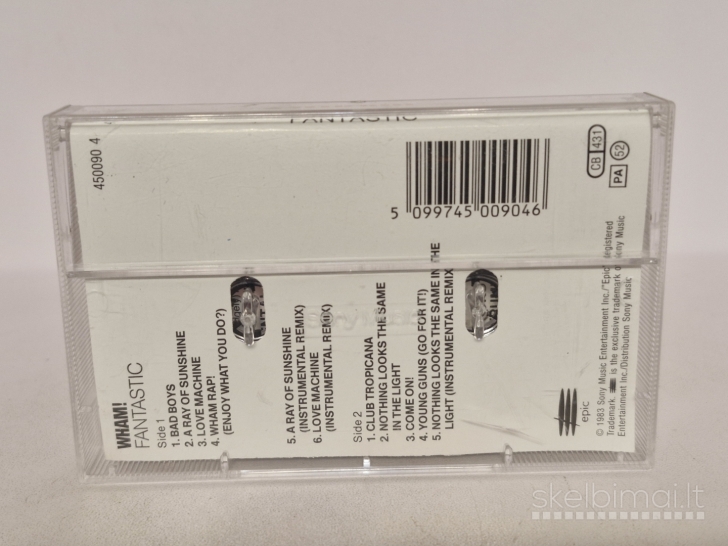 FANTASTIC
450090 4
5 099745 009046
CB 431
PA 52
WHAM!
FANTASTIC
Side 1
1. BAD BOYS
2. A RAY OF SUNSHINE
3. LOVE MACHINE
4. WHAM RAP!
(ENJOY WHAT YOU DO?)
5. A RAY OF SUNSHINE
(INSTRUMENTAL REMIX)
6. LOVE MACHINE
(INSTRUMENTAL REMIX)
Side 2
1. CLUB TROPICANA
2. NOTHING LOOKS THE SAME
IN THE LIGHT
3. COME ON!
4. YOUNG GUNS (GO FOR IT!)
5. NOTHING LOOKS THE SAME IN THE
LIGHT (INSTRUMENTAL REMIX
epic
© 1983 Sony Music Entertainment Inc./"Epic registered
Trademark. is the exclusive trademark of Sony Music
Entertainment Inc./Distribution Sony Music
skelbimai.lt